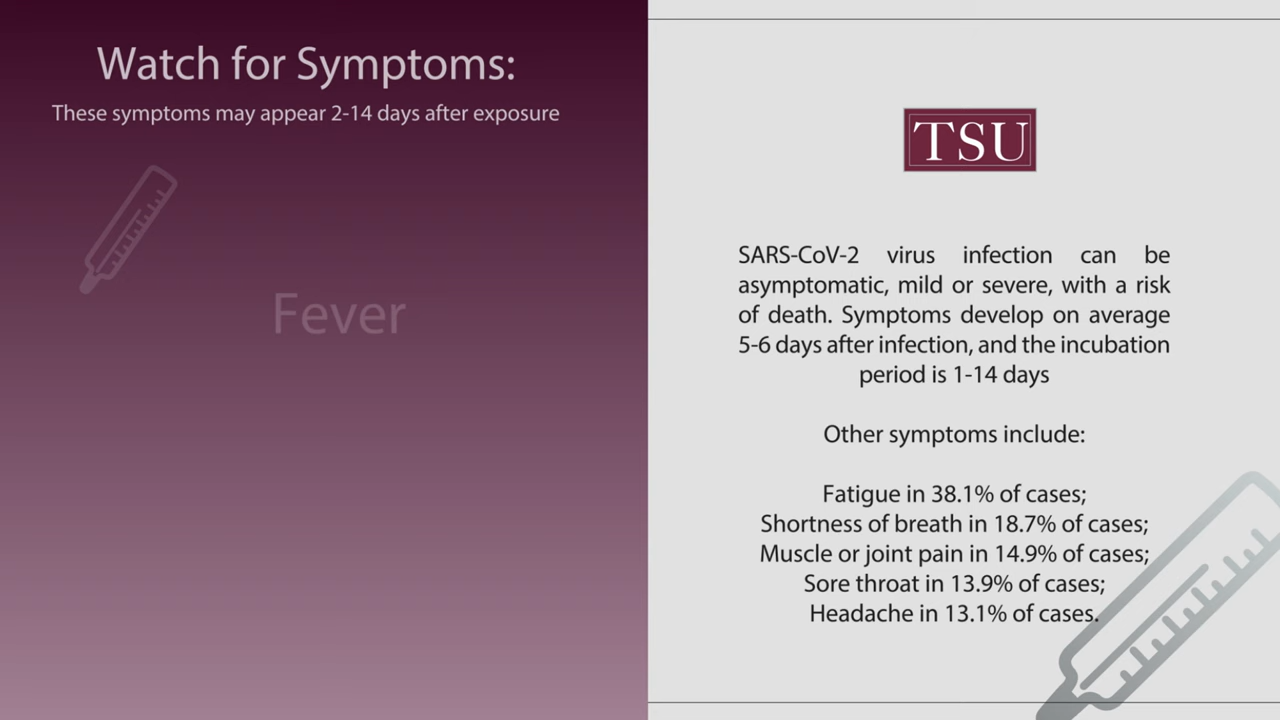 Watch for Symptoms:
These symptoms may appear 2-14 days after exposure
Fever
TSU
SARS-CoV-2 virus infection can be
asymptomatic, mild or severe, with a risk
of death. Symptoms develop on average
5-6 days after infection, and the incubation
period is 1-14 days
Other symptoms include:
Fatigue in 38.1% of cases;
Shortness of breath in 18.7% of cases;
Muscle or joint pain in 14.9% of cases;
Sore throat in 13.9% of cases;
Headache in 13.1% of cases.